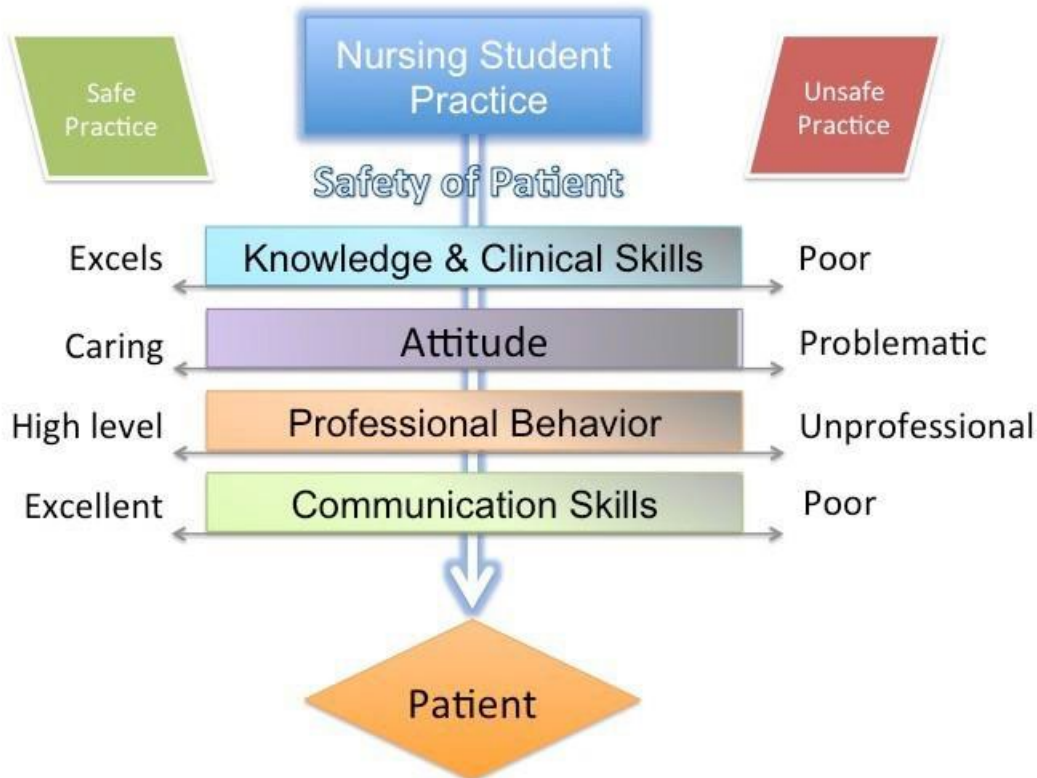 Nursing Student
Practice
Safe
Practice
Unsafe
Practice
Safety of Patient
Excels
Knowledge & Clinical Skills
Poor
Caring
Attitude
Problematic
High level
Professional Behavior
Unprofessional
Excellent
Communication Skills
Poor
Patient